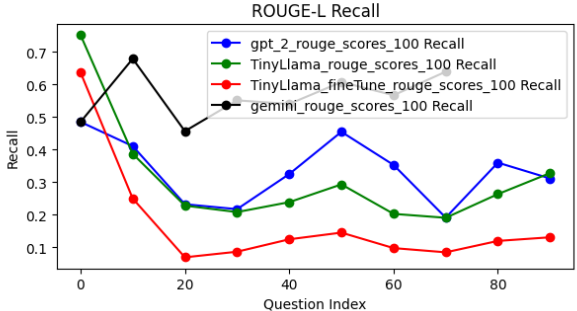 ROUGE-L Recall
gpt_2_rouge_scores_100 Recall
TinyLlama_rouge_scores_100 Recall
TinyLlama_fineTune_rouge_scores_100 Recall
gemini_rouge_scores_100 Recall
Recall
0.7
0.6
0.5
0.4
0.3
0.2
0.1
0 20 40 60 80
Question Index